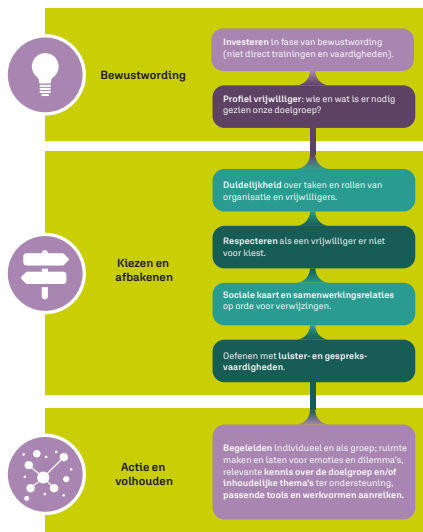 Bewustwording
Investeren in fase van bewustwording
(niet direct trainingen en vaardigheden).
Profiel vrijwilliger: wie en wat is er nodig
gezien onze doelgroep?
Kiezen en
afbakenen
Duidelijkheid over taken en rollen van
organisatie en vrijwilligers.
Respecteren als een vrijwilliger er niet
voor kiest.
Sociale kaart en samenwerkingsrelaties
op orde voor verwijzingen.
Oefenen met luister- en gespreks-
vaardigheden.
Actie en
volhouden
Begeleiden individueel en als groep; ruimte
maken en laten voor emoties en dilemma's,
relevante kennis over de doelgroep en/of
inhoudelijke thema's ter ondersteuning,
passende tools en werkvormen aanreiken.